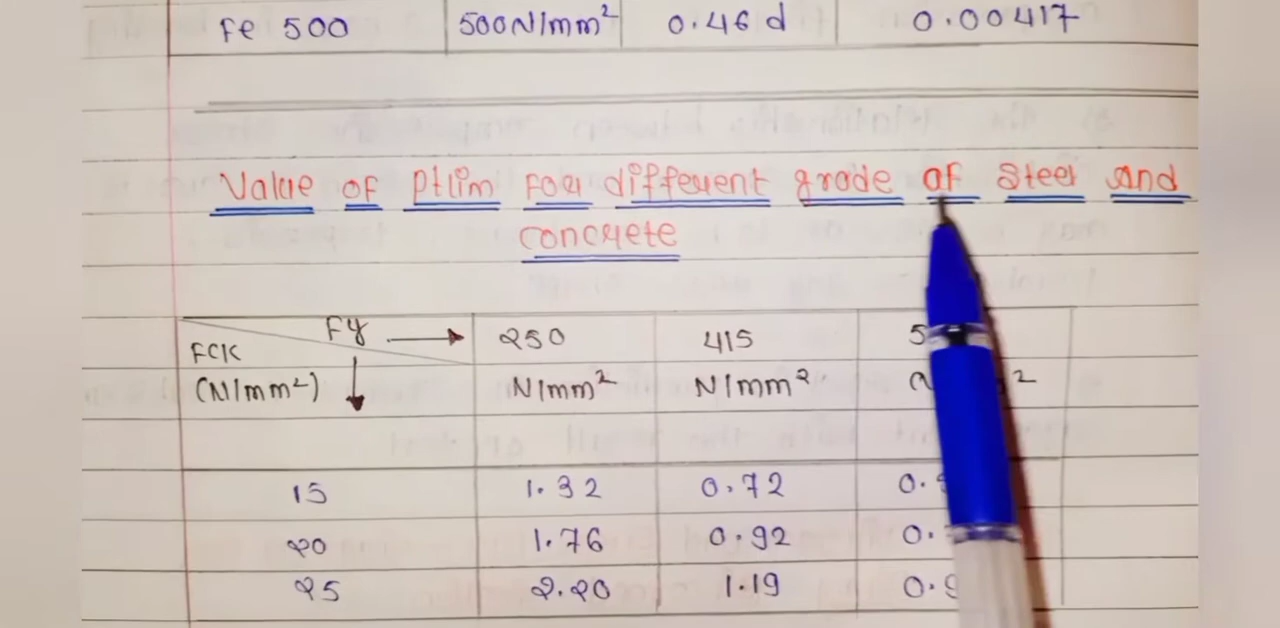 Fe 500 500N/mm² 0.46d 0.00417
Value of Ptlim For different grade of Steel and
concrete
Fy 250 415
FCK
(N/mm²) N/mm² N/mm²
15 1.32 0.72
20 1.76 0.92
25 2.20 1.19